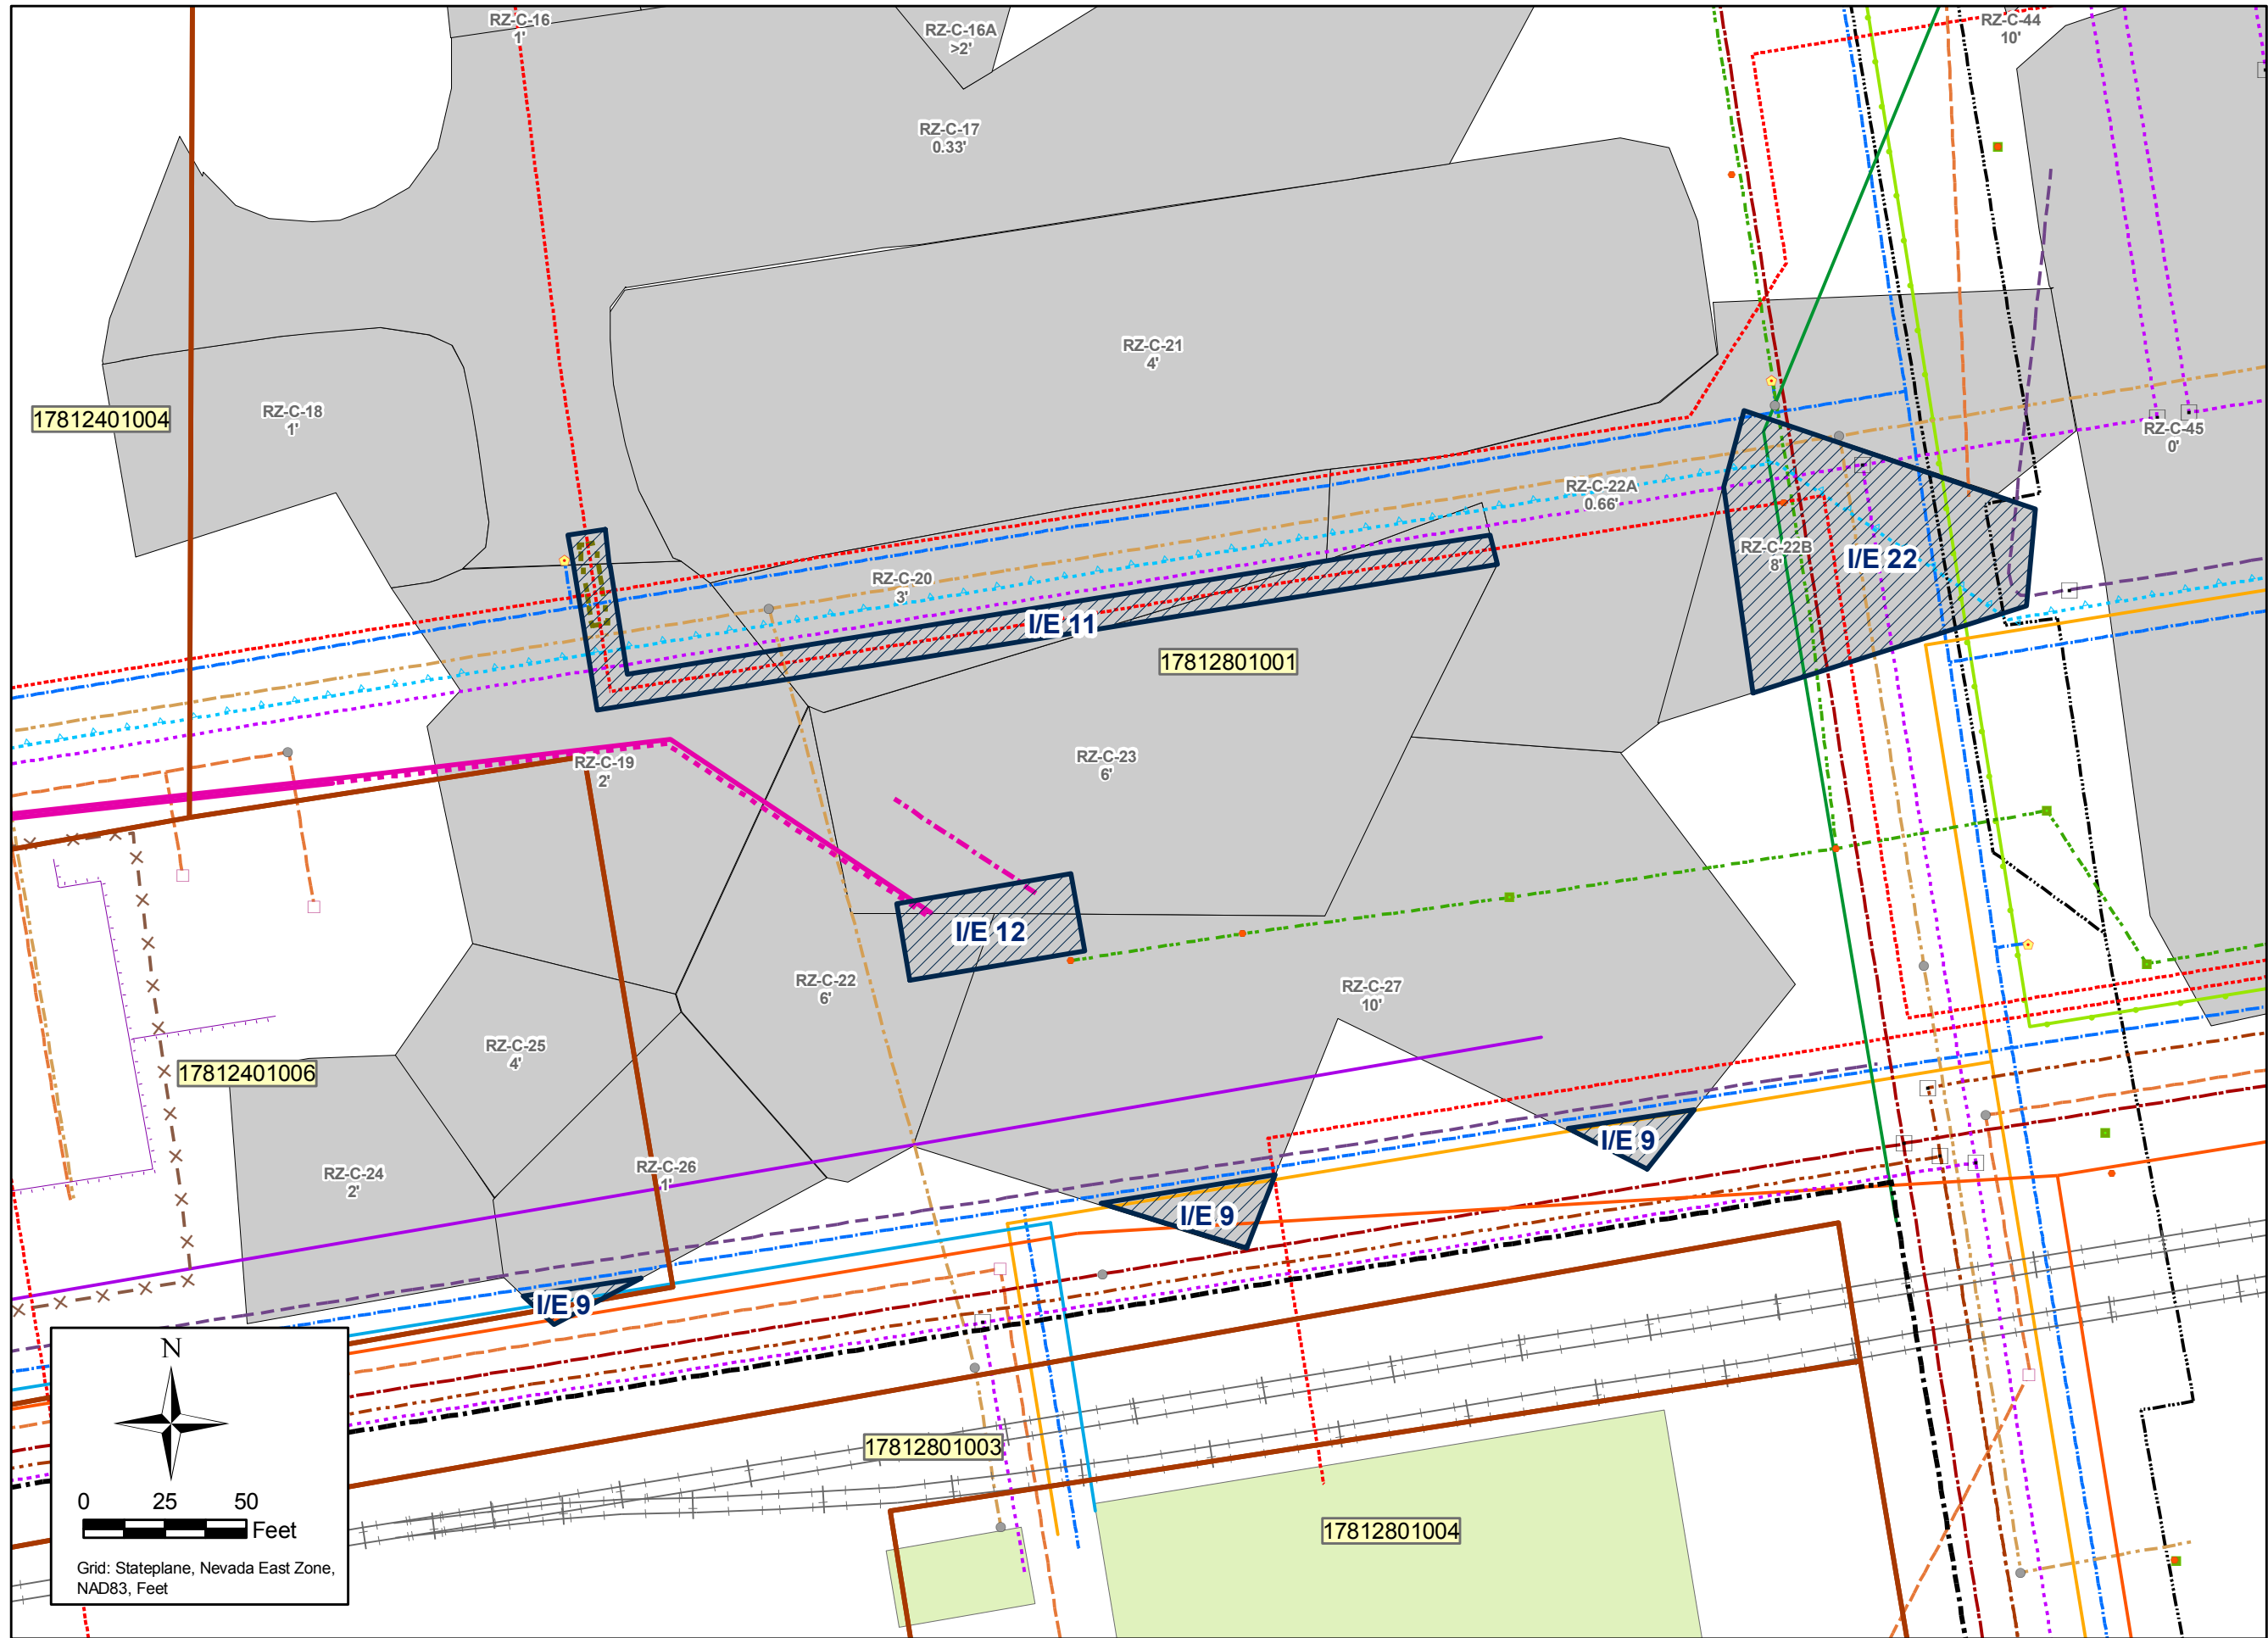 RZ-C-16
1'
RZ-C-16A
>2'
RZ-C-44
10'
RZ-C-17
0.33'
RZ-C-21
4'
17812401004
RZ-C-18
1'
RZ-C-45
0'
RZ-C-22A
0.66'
RZ-C-22B
8'
I/E 22
RZ-C-20
3'
I/E 11
17812801001
RZ-C-19
2'
RZ-C-23
6'
I/E 12
RZ-C-22
6'
RZ-C-27
10'
RZ-C-25
4'
17812401006
RZ-C-24
2'
RZ-C-26
1'
I/E 9
I/E 9
I/E 9
N
0 25 50
Feet
Grid: Stateplane, Nevada East Zone,
NAD83, Feet
17812801003
17812801004